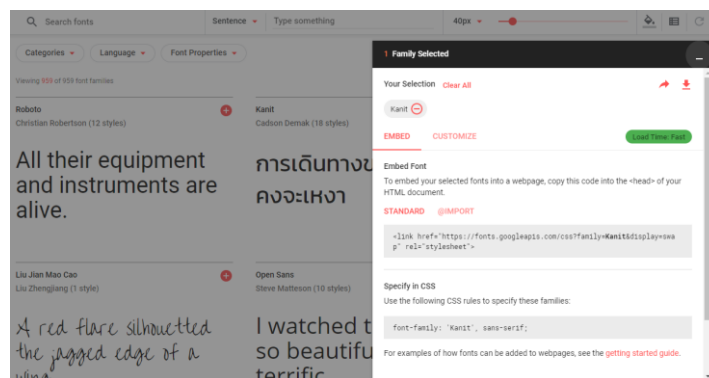 Search fonts Sentence Type something 40px
Categories Language Font Properties
Viewing 959 of 959 font families
Roboto
Christian Robertson (12 styles)
All their equipment
and instruments are
alive.
Kanit
Cadson Demak (18 styles)
การเดินทางข
คงจะเหงา
Liu Jian Mao Cao
Liu Zhengjiang (1 style)
A red flare silhouetted
the jagged edge of a
wing.
Open Sans
Steve Matteson (10 styles)
I watched t
so beautifu
terrific
1 Family Selected
Your Selection Clear All
Kanit
EMBED CUSTOMIZE Load Time: Fast
Embed Font
To embed your selected fonts into a webpage, copy this code into the <head> of your
HTML document.
STANDARD @IMPORT
<link href="https://fonts.googleapis.com/css?family=Kanit&display=swa
p" rel="stylesheet">
Specify in CSS
Use the following CSS rules to specify these families:
font-family: 'Kanit', sans-serif;
For examples of how fonts can be added to webpages, see the getting started guide.